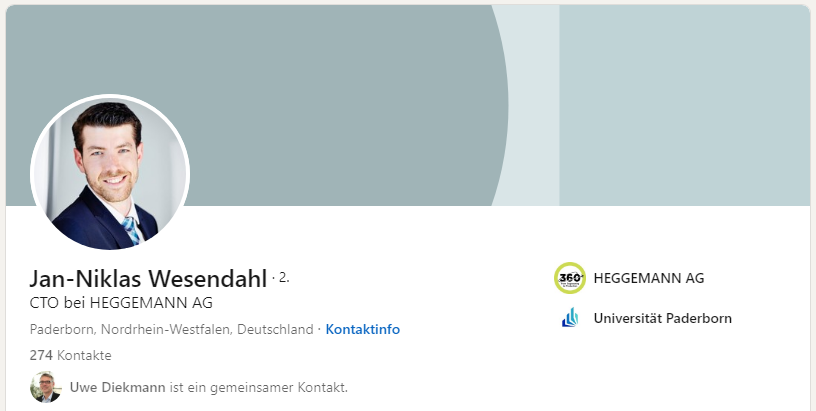 Jan-Niklas Wesendahl · 2.
CTO bei HEGGEMANN AG
Paderborn, Nordrhein-Westfalen, Deutschland · Kontaktinfo
274 Kontakte
Uwe Diekmann ist ein gemeinsamer Kontakt.
360°
HEGGEMANN AG
Universität Paderborn